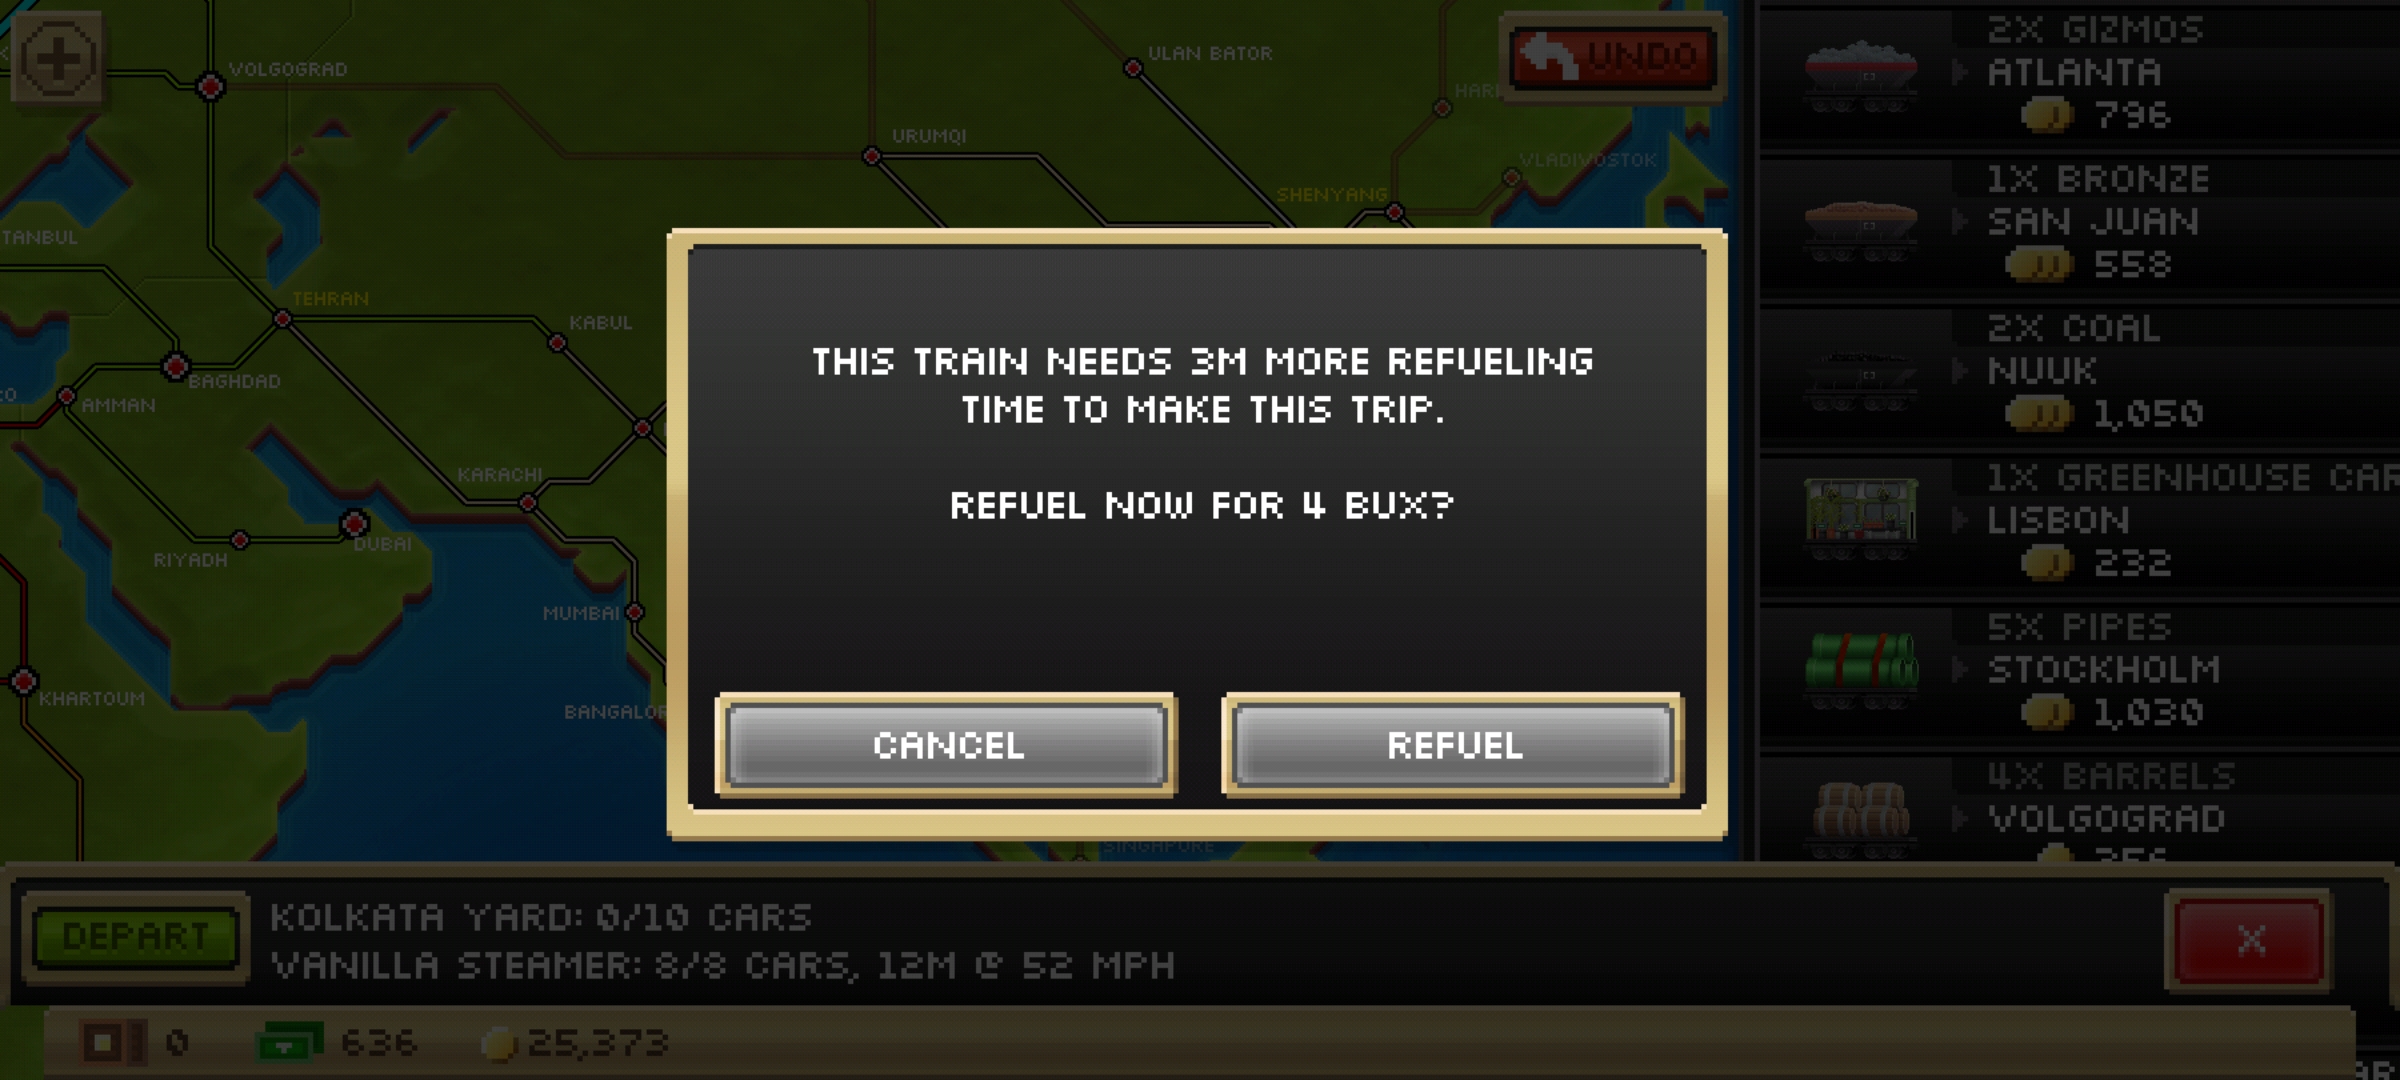 VOLGOGRAD
ULAN BATOR
UNDO
URUMQI
VLADIVOSTOK
SHENYANG
TANBUL
TEHRAN
KABUL
BAGHDAD
AMMAN
KARACHI
DUBAI
RIYADH
MUMBAI
KHARTOUM
BANGALOR
SINGAPORE
THIS TRAIN NEEDS 3M MORE REFUELING
TIME TO MAKE THIS TRIP.
REFUEL NOW FOR 4 BUX?
CANCEL
REFUEL
2X GIZMOS
ATLANTA
796
1X BRONZE
SAN JUAN
558
2X COAL
NUUK
1,050
1X GREENHOUSE CAR
LISBON
232
5X PIPES
STOCKHOLM
1,030
4X BARRELS
VOLGOGRAD
356
DEPART
KOLKATA YARD: 0/10 CARS
VANILLA STEAMER: 8/8 CARS, 12M @ 52 MPH
X
0
636
25,373